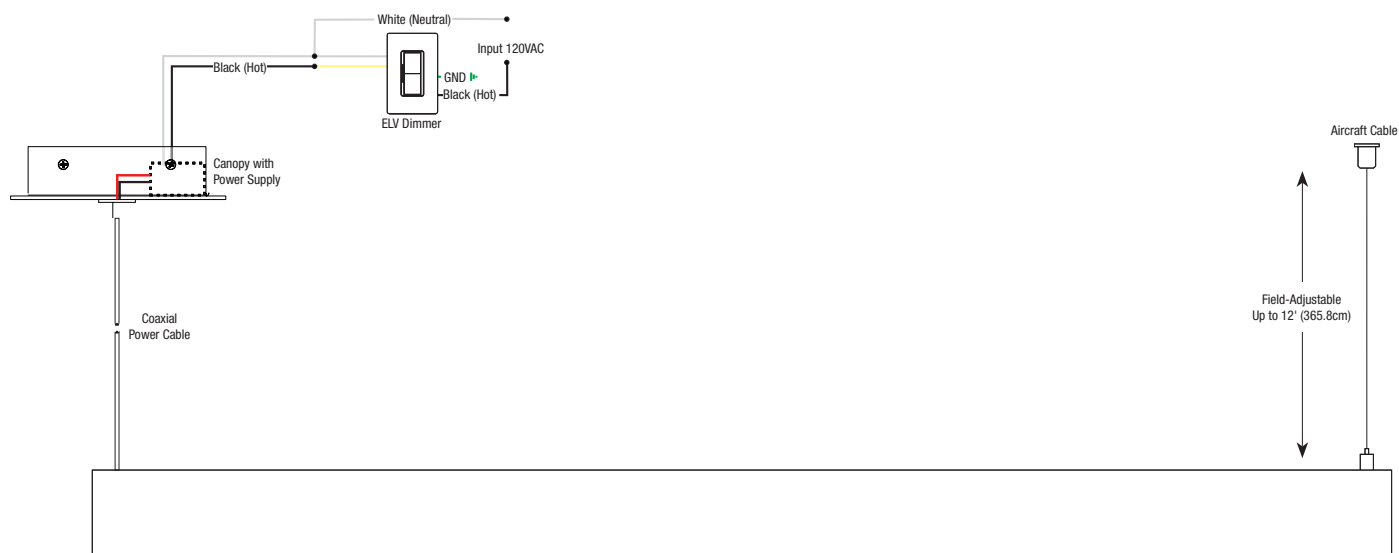 White (Neutral)
Input 120VAC
Black (Hot)
GND
Black (Hot)
ELV Dimmer
Aircraft Cable
Canopy with
Power Supply
Field-Adjustable
Up to 12' (365.8cm)
Coaxial
Power Cable